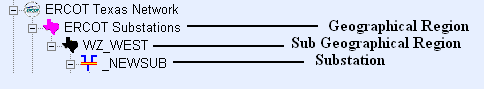 ERCOT Texas Network
ERCOT Substations Geographical Region
WZ_WEST Sub Geographical Region
_NEWSUB Substation